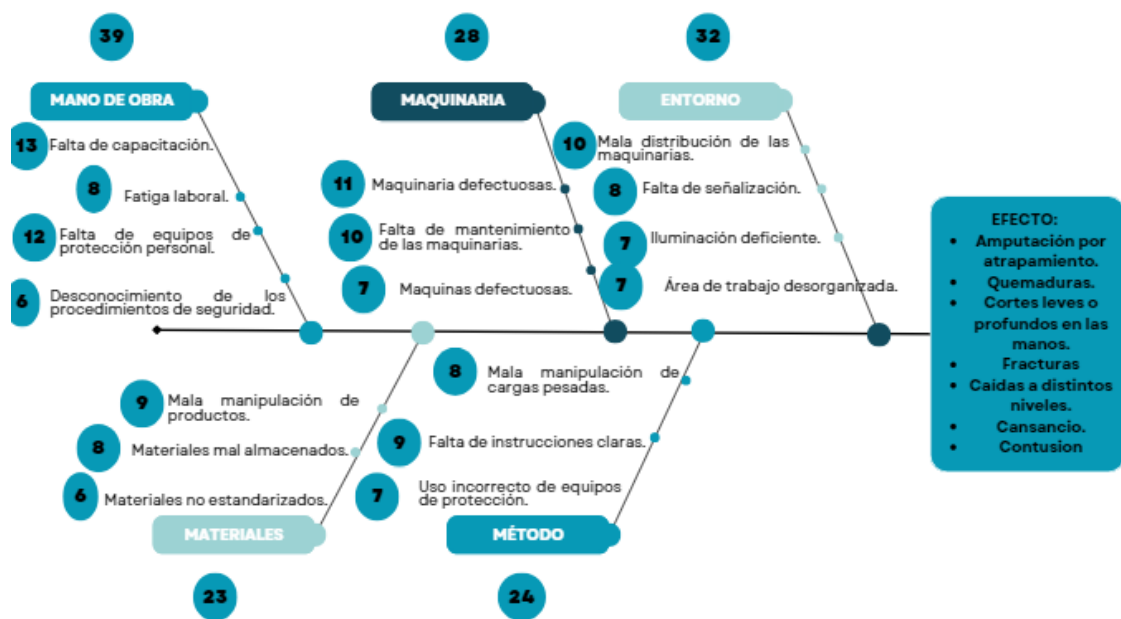 39
MANO DE OBRA
13
Falta de capacitación.
8
Fatiga laboral.
12
Falta de equipos de
protección personal.
6
Desconocimiento de los
procedimientos de seguridad.
28
MAQUINARIA
11
Maquinaria defectuosas.
10
Falta de mantenimiento
de las maquinarias.
7
Maquinas defectuosas.
32
ENTORNO
10
Mala distribución de las
maquinarias.
8
Falta de señalización.
7
Iluminación deficiente.
7
Área de trabajo desorganizada.
9
Mala manipulación de
productos.
8
Materiales mal almacenados.
6
Materiales no estandarizados.
MATERIALES
23
8
Mala manipulación de
cargas pesadas.
9
Falta de instrucciones claras.
7
Uso incorrecto de equipos
de protección.
MÉTODO
24
EFECTO:
• Amputación por
atrapamiento.
• Quemaduras.
• Cortes leves o
profundos en las
manos.
• Fracturas
• Caídas a distintos
niveles.
• Cansancio.
• Contusion